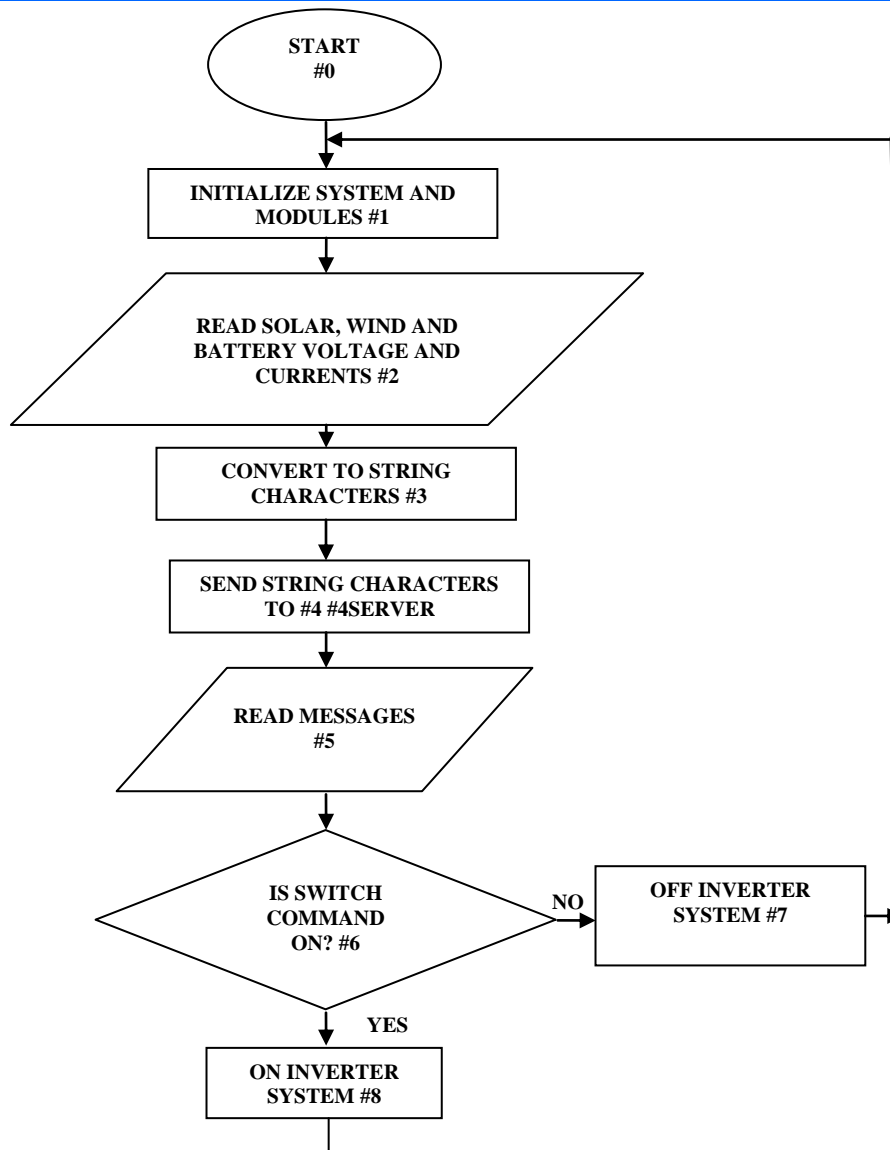 START
#0
INITIALIZE SYSTEM AND
MODULES #1
READ SOLAR, WIND AND
BATTERY VOLTAGE AND
CURRENTS #2
CONVERT TO STRING
CHARACTERS #3
SEND STRING CHARACTERS
TO #4 #4SERVER
READ MESSAGES
#5
IS SWITCH
COMMAND
ON? #6
NO
OFF INVERTER
SYSTEM #7
YES
ON INVERTER
SYSTEM #8